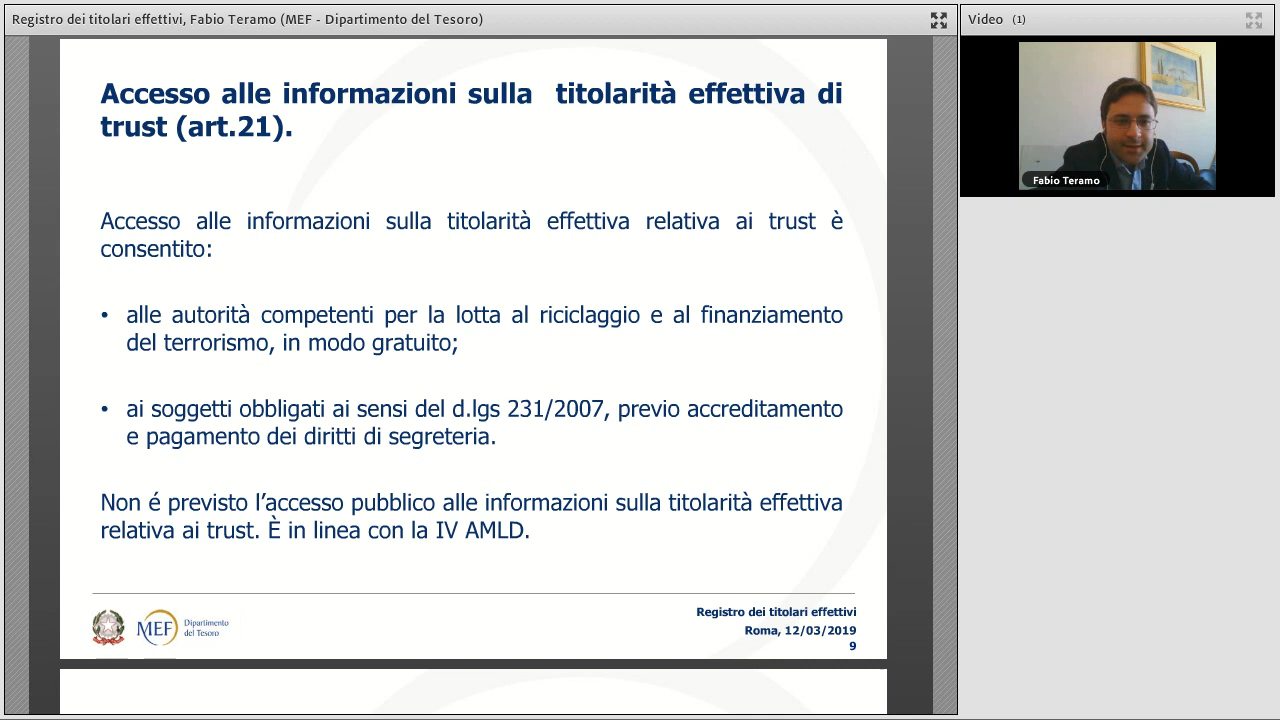 Registro dei titolari effettivi, Fabio Teramo (MEF - Dipartimento del Tesoro)
Video (1)
Accesso alle informazioni sulla titolarità effettiva di
trust (art.21).
Accesso alle informazioni sulla titolarità effettiva relativa ai trust è
consentito:
• alle autorità competenti per la lotta al riciclaggio e al finanziamento
del terrorismo, in modo gratuito;
• ai soggetti obbligati ai sensi del d.lgs 231/2007, previo accreditamento
e pagamento dei diritti di segreteria.
Non é previsto l’accesso pubblico alle informazioni sulla titolarità effettiva
relativa ai trust. È in linea con la IV AMLD.
MEF Dipartimento
del Tesoro
Registro dei titolari effettivi
Roma, 12/03/2019
9
Fabio Teramo